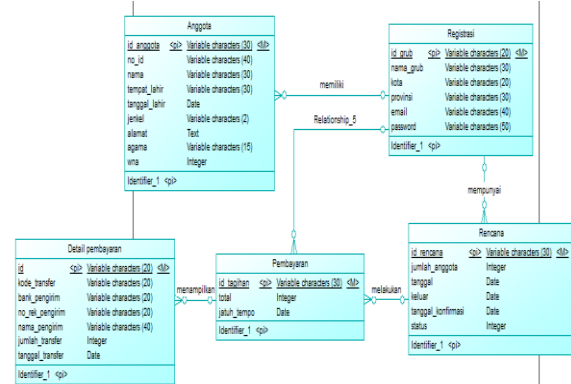 Anggota
id_anggota <pi> Variable characters (30) <M>
no_id Variable characters (40)
nama Variable characters (30)
tempat_lahir Variable characters (30)
tanggal_lahir Date
jenkel Variable characters (2)
alamat Text
agama Variable characters (15)
wna Integer
Identifier_1 <pi>
memiliki
Registrasi
id_grub <pi> Variable characters (20) <M>
nama_grub Variable characters (30)
kota Variable characters (20)
provinsi Variable characters (30)
email Variable characters (40)
password Variable characters (50)
Identifier_1 <pi>
Relationship_5
mempunyai
Detail pembayaran
id <pi> Variable characters (20) <M>
kode_transfer Variable characters (20)
bank_pengirim Variable characters (20)
no_rek_pengirim Variable characters (20)
nama_pengirim Variable characters (40)
jumlah_transfer Integer
tanggal_transfer Date
Identifier_1 <pi>
menampilkan
Pembayaran
id_tagihan <pi> Variable characters (30) <M>
total Integer
jatuh_tempo Date
Identifier_1 <pi>
melakukan
Rencana
id_rencana <pi> Variable characters (30) <M>
jumlah_anggota Integer
tanggal Date
keluar Date
tanggal_konfirmasi Date
status Integer
Identifier_1 <pi>